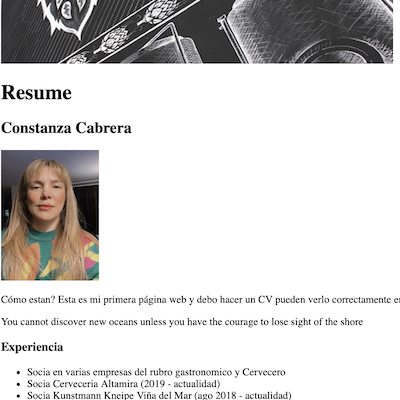 Resume
Constanza Cabrera
Cómo estan? Esta es mi primera página web y debo hacer un CV pueden verlo correctamente
You cannot discover new oceans unless you have the courage to lose sight of the shore
Experiencia
Socia en varias empresas del rubro gastronomico y Cervecero
Socia Cerveceria Altamira (2019 - actualidad)
Socia Kunstmann Kneipe Viña del Mar (ago 2018 - actualidad)